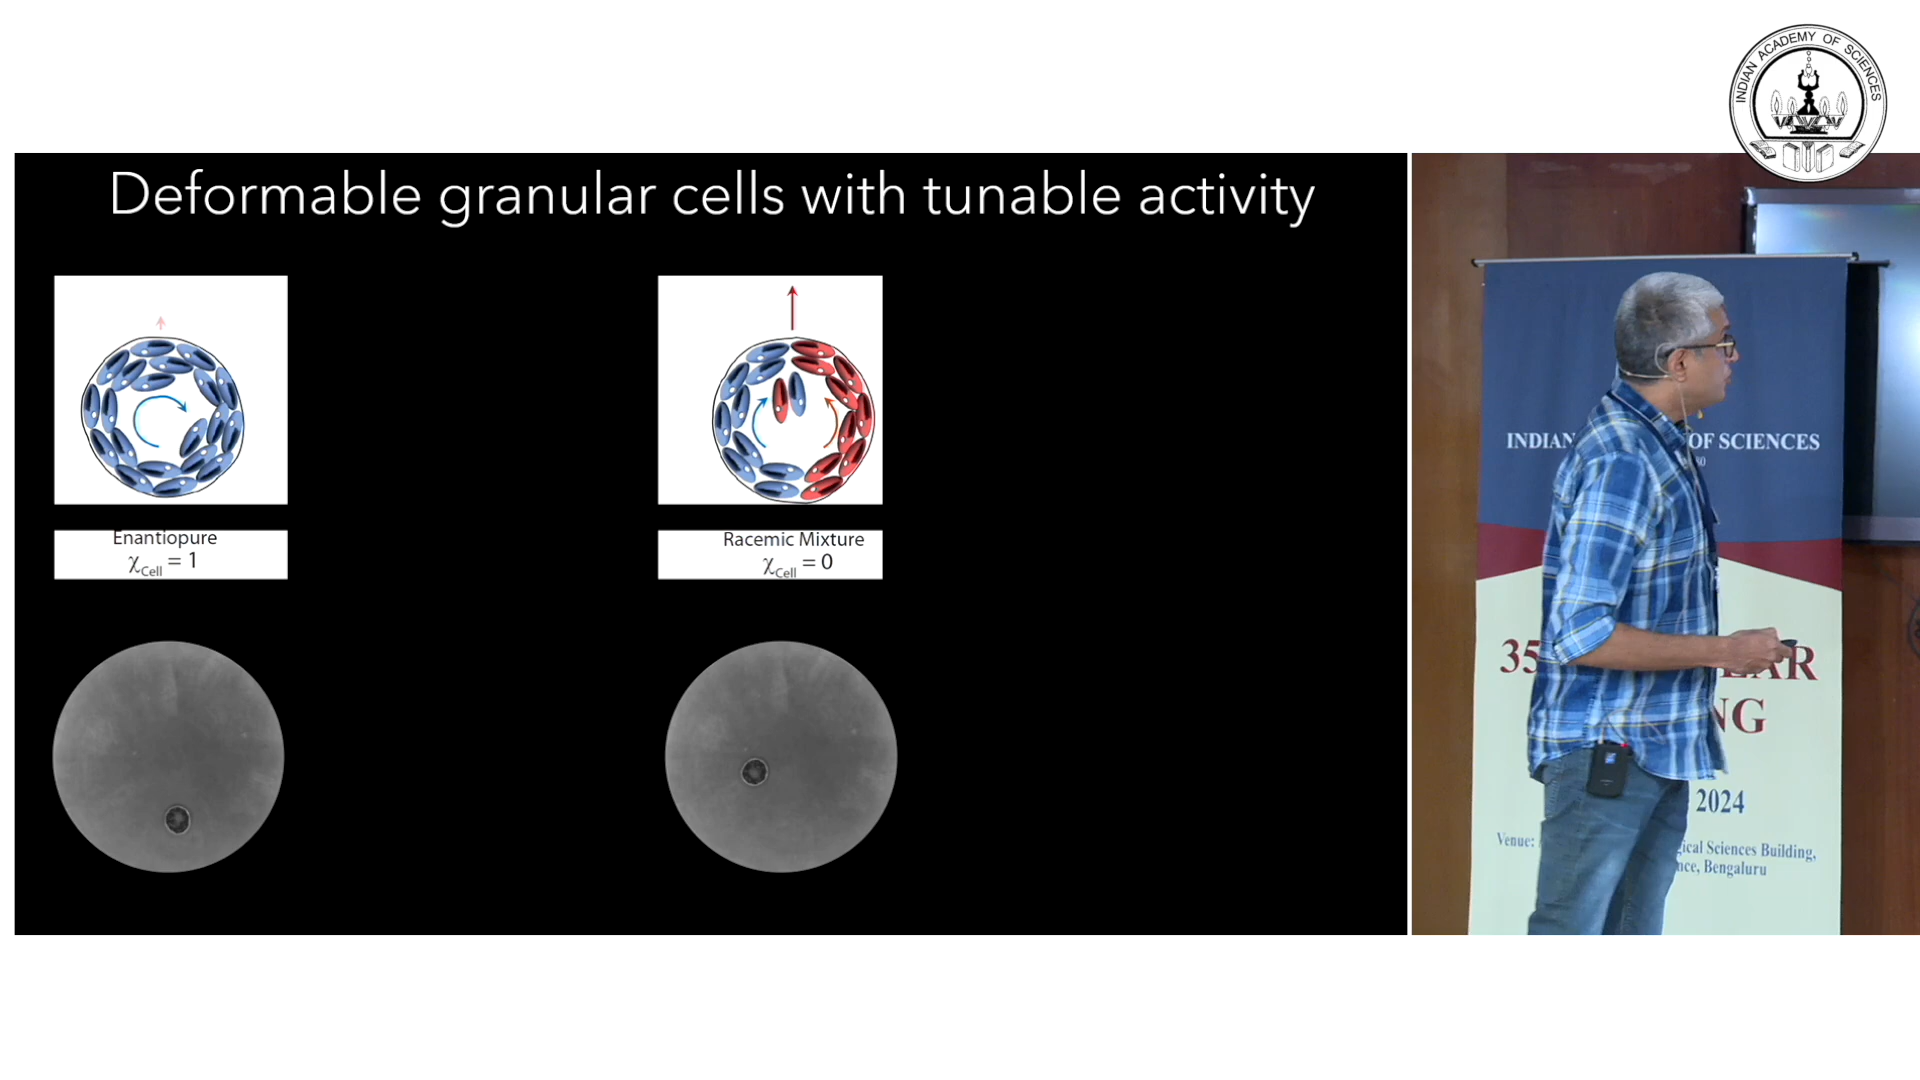 INDIAN ACADEMY OF SCIENCES
Deformable granular cells with tunable activity
Enantiopure
χCell = 1
Racemic Mixture
χCell = 0
INDIAN OF SCIENCES
35
NG
2024
Venue: ical Sciences Building,
nce, Bengaluru